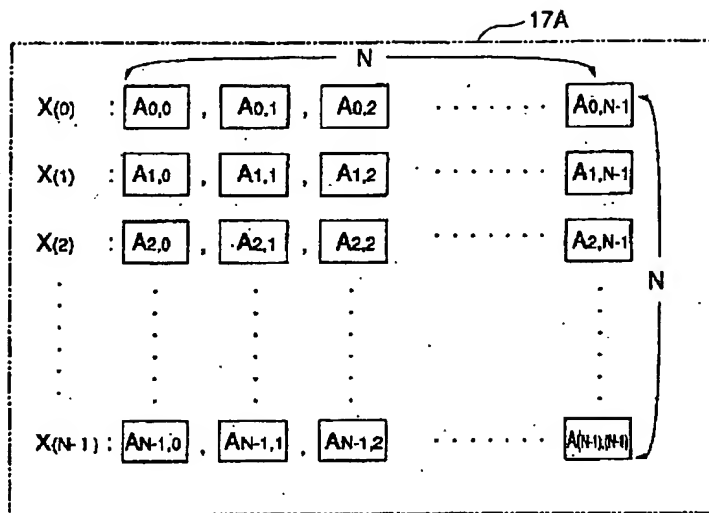 17A
N
X(0) : A0,0 , A0,1 , A0,2 ········ A0,N-1
X(1) : A1,0 , A1,1 , A1,2 ········ A1,N-1
X(2) : A2,0 , A2,1 , A2,2 ········ A2,N-1
N
X(N-1) : AN-1,0 , AN-1,1 , AN-1,2 ········ A(N-1),(N-1)